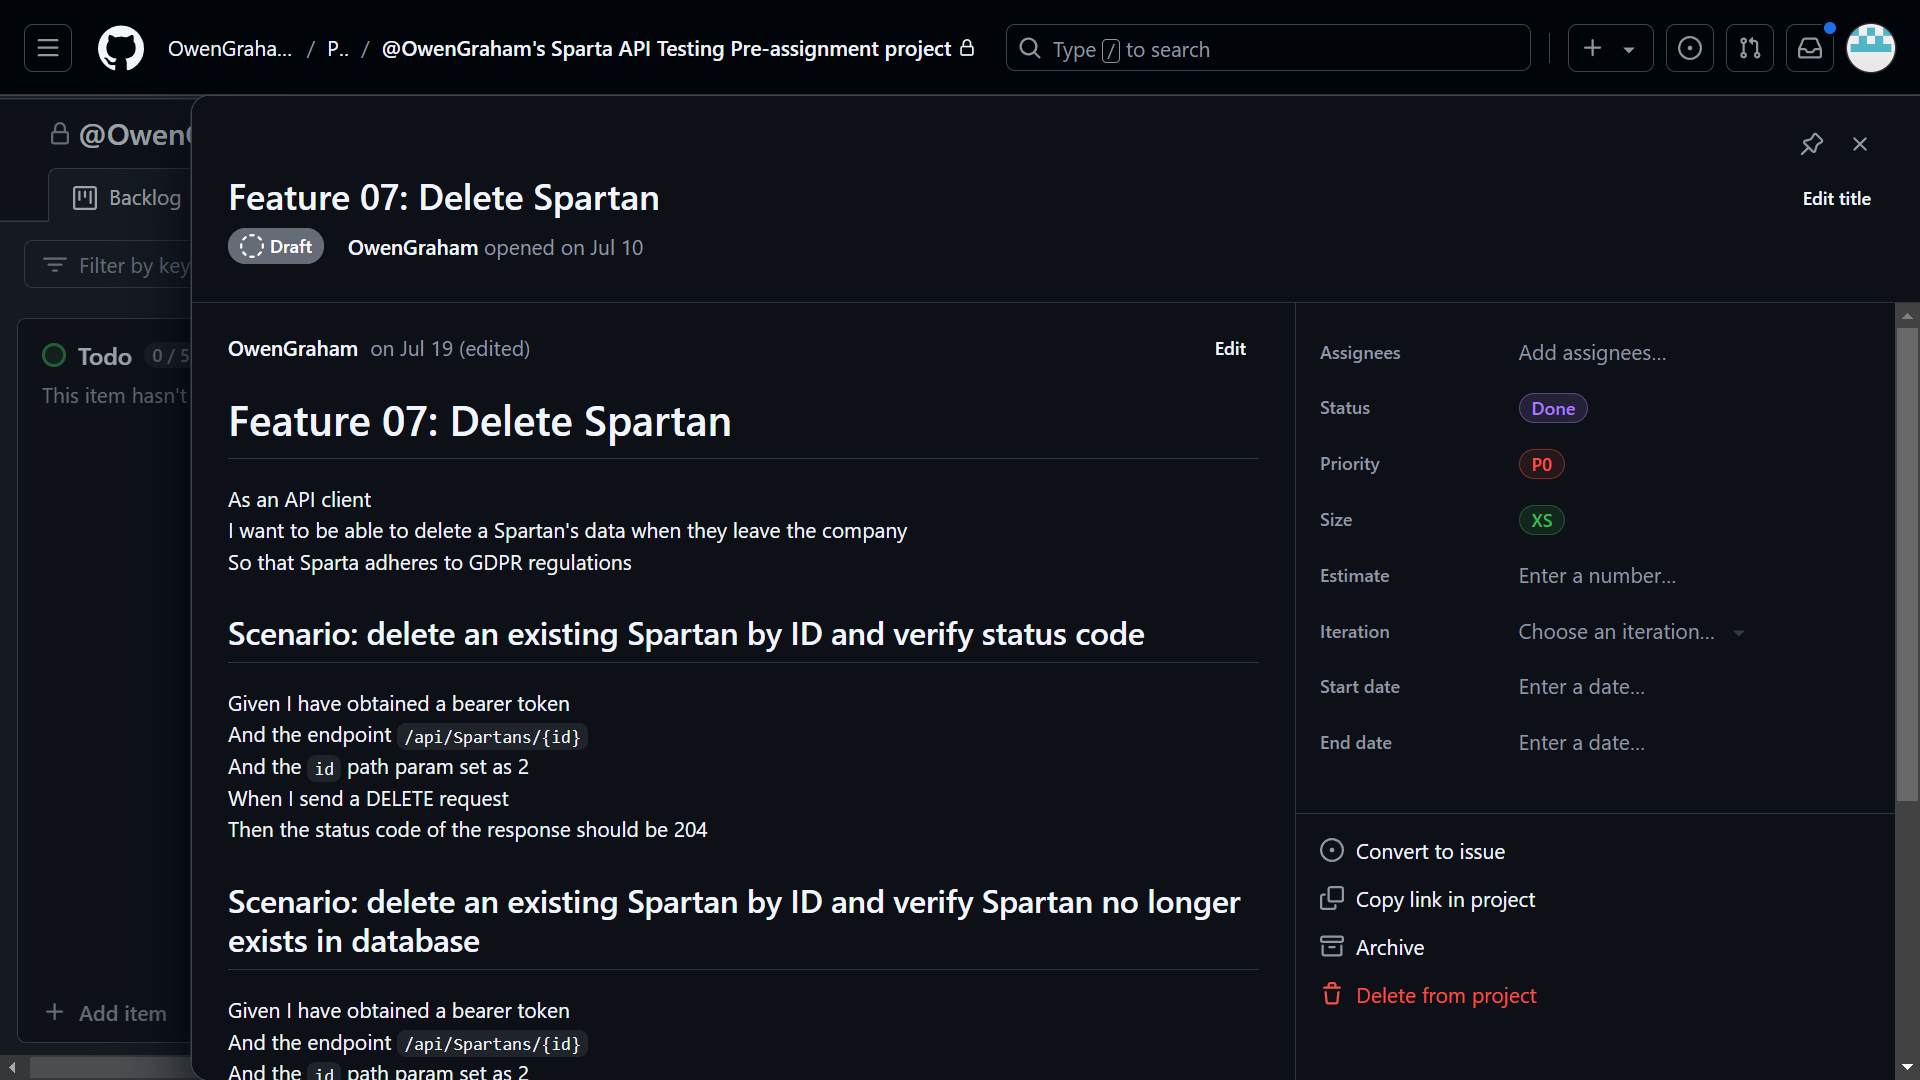 OwenGraha... / P.. / @OwenGraham's Sparta API Testing Pre-assignment project
Type / to search
@Owen
Backlog
Filter by key
Todo 0 / 5
This item hasn't
Add item
Feature 07: Delete Spartan
Edit title
Draft
OwenGraham opened on Jul 10
OwenGraham on Jul 19 (edited)
Edit
Feature 07: Delete Spartan
As an API client
I want to be able to delete a Spartan's data when they leave the company
So that Sparta adheres to GDPR regulations
Scenario: delete an existing Spartan by ID and verify status code
Given I have obtained a bearer token
And the endpoint /api/Spartans/{id}
And the id path param set as 2
When I send a DELETE request
Then the status code of the response should be 204
Scenario: delete an existing Spartan by ID and verify Spartan no longer
exists in database
Given I have obtained a bearer token
And the endpoint /api/Spartans/{id}
And the id path param set as 2
Assignees Add assignees...
Status Done
Priority P0
Size XS
Estimate Enter a number...
Iteration Choose an iteration...
Start date Enter a date...
End date Enter a date...
Convert to issue
Copy link in project
Archive
Delete from project